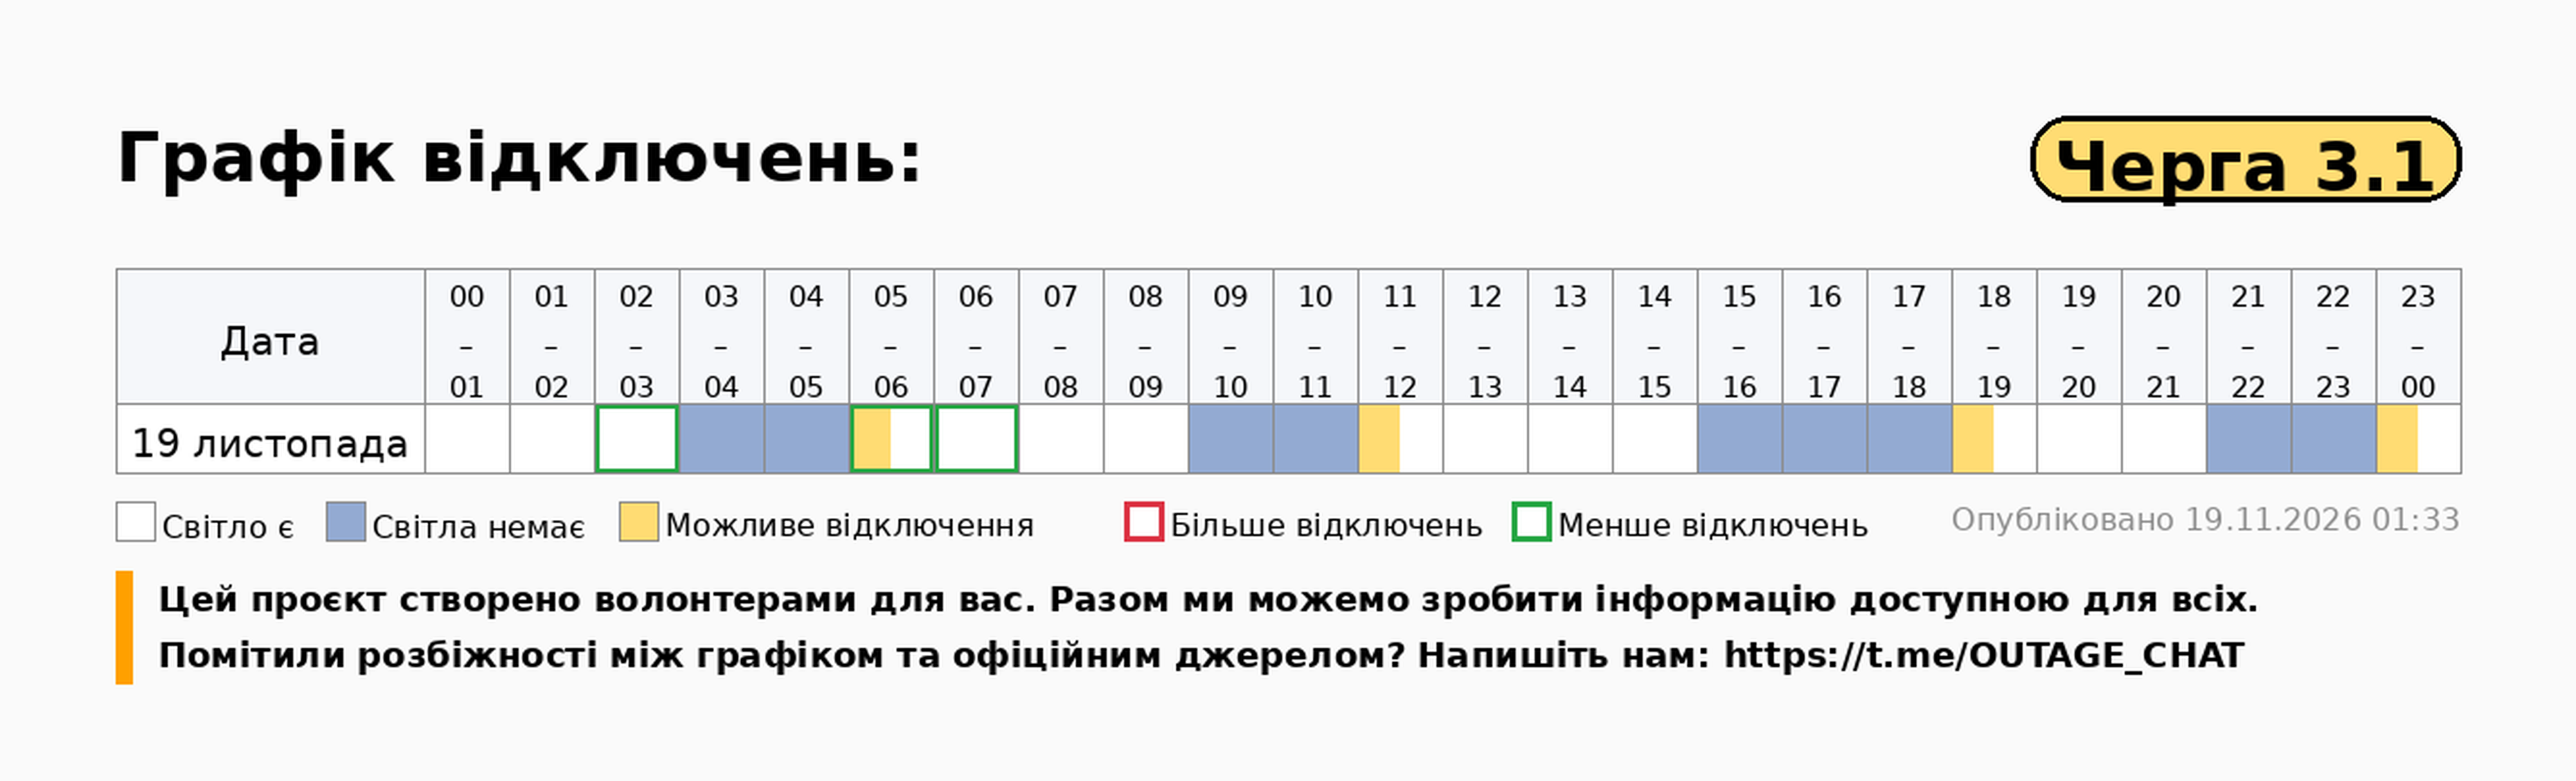 Графік відключень:
Черга 3.1
Дата
00 – 01
01 – 02
02 – 03
03 – 04
04 – 05
05 – 06
06 – 07
07 – 08
08 – 09
09 – 10
10 – 11
11 – 12
12 – 13
13 – 14
14 – 15
15 – 16
16 – 17
17 – 18
18 – 19
19 – 20
20 – 21
21 – 22
22 – 23
23 – 00
19 листопада
Світло є
Світла немає
Можливе відключення
Більше відключень
Менше відключень
Опубліковано 19.11.2026 01:33
Цей проєкт створено волонтерами для вас. Разом ми можемо зробити інформацію доступною для всіх.
Помітили розбіжності між графіком та офіційним джерелом? Напишіть нам: https://t.me/OUTAGE_CHAT